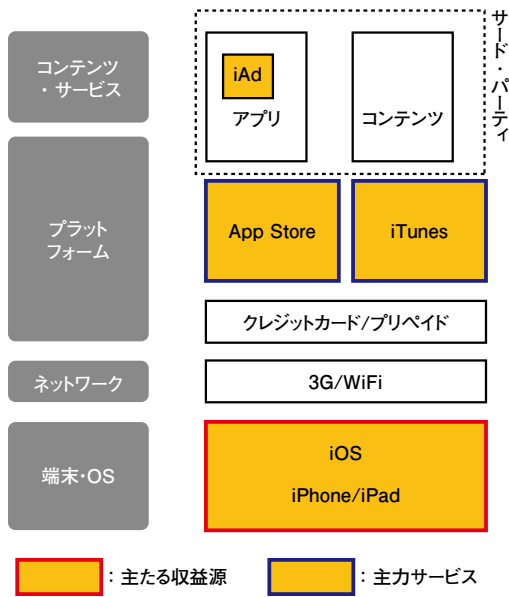 コンテンツ
・サービス
iAd
アプリ
コンテンツ
サード・パーティ
プラット
フォーム
App Store
iTunes
クレジットカード/プリペイド
ネットワーク
3G/WiFi
端末・OS
iOS
iPhone/iPad
：主たる収益源
：主力サービス